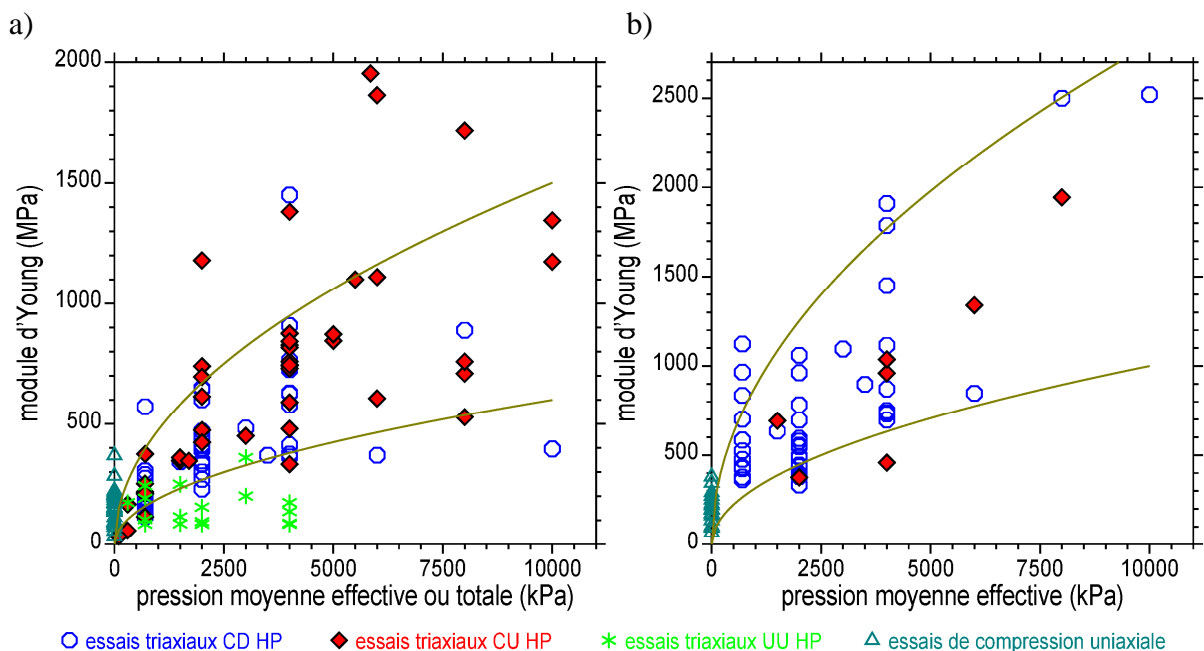 a)
b)
2000
1500
1000
500
0
module d'Young (MPa)
0
2500
5000
7500
10000
pression moyenne effective ou totale (kPa)
2500
2000
1500
1000
500
0
module d'Young (MPa)
0
2500
5000
7500
10000
pression moyenne effective (kPa)
essais triaxiaux CD HP
essais triaxiaux CU HP
essais triaxiaux UU HP
essais de compression uniaxiale